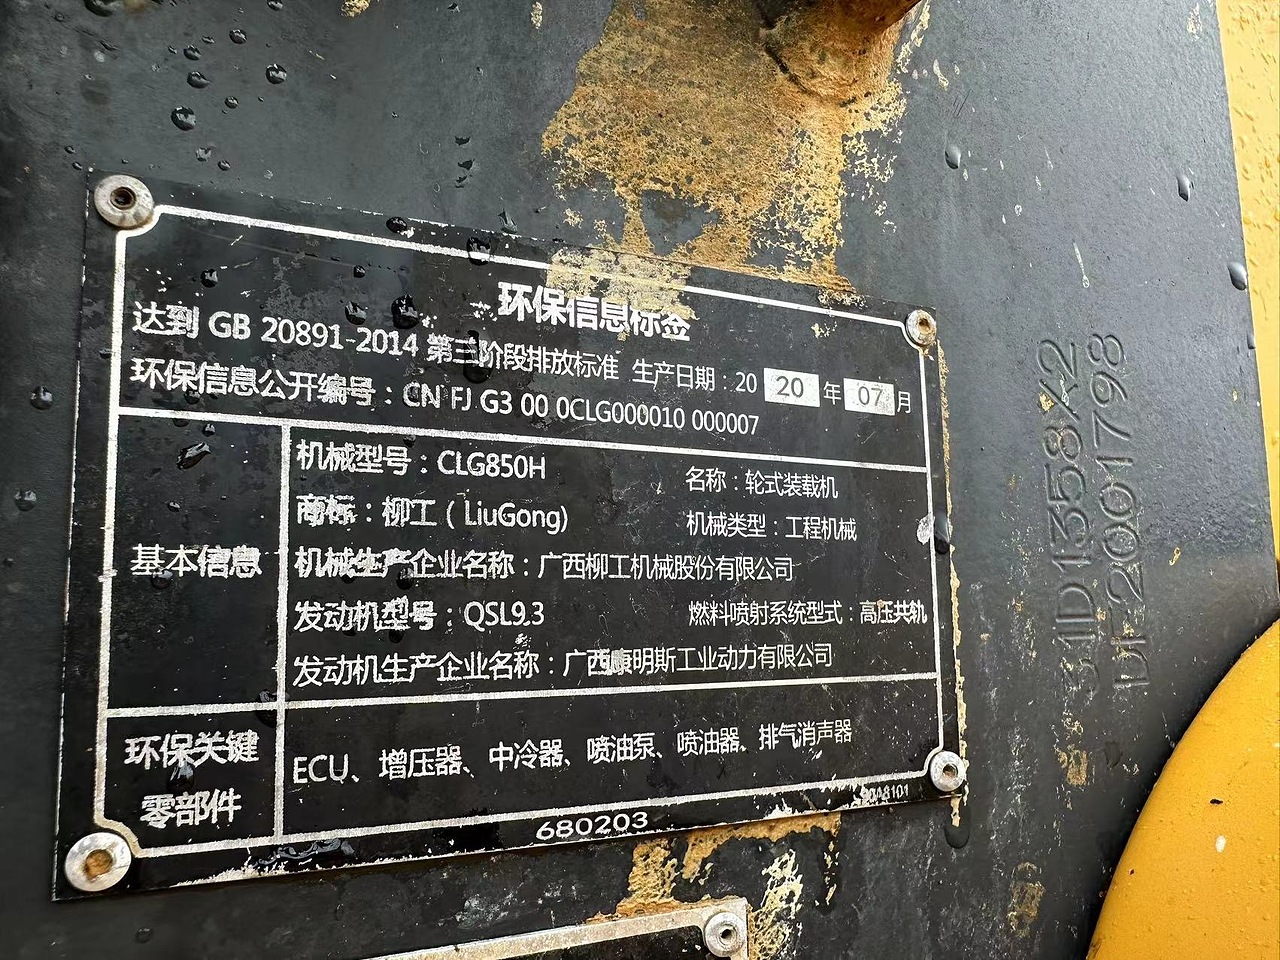 环保信息标签
达到 GB 20891-2014 第三阶段排放标准 生产日期：20 20 年 07 月
环保信息公开编号：CN FJ G3 00 0CLG000010 000007
基本信息
机械型号：CLG850H 名称：轮式装载机
商标：柳工（LiuGong) 机械类型：工程机械
机械生产企业名称：广西柳工机械股份有限公司
发动机型号：QSL9.3 燃料喷射系统型式：高压共轨
发动机生产企业名称：广西康明斯工业动力有限公司
环保关键
零部件
ECU、增压器、中冷器、喷油泵、喷油器、排气消声器
680203
31D1358X2